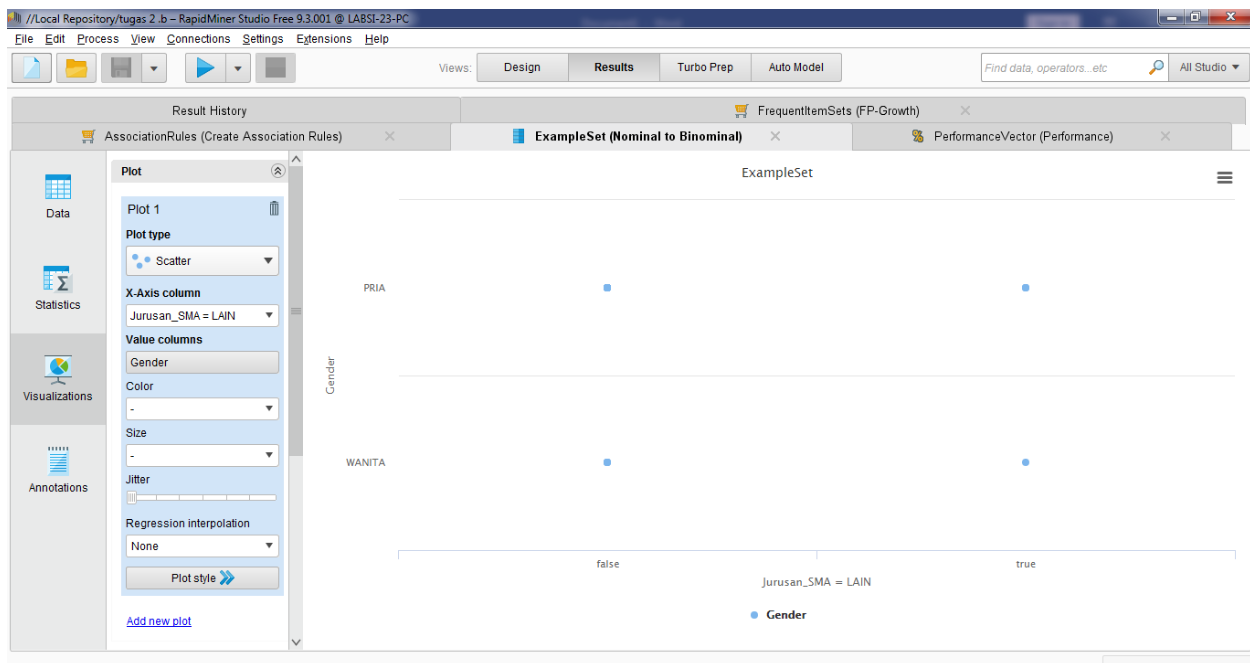 //Local Repository/tugas 2 .b – RapidMiner Studio Free 9.3.001 @ LABSI-23-PC
File Edit Process View Connections Settings Extensions Help
Views: Design Results Turbo Prep Auto Model Find data, operators...etc All Studio
Result History FrequentItemSets (FP-Growth)
AssociationRules (Create Association Rules) ExampleSet (Nominal to Binominal) PerformanceVector (Performance)
Data
Statistics
Visualizations
Annotations
Plot
Plot 1
Plot type
Scatter
X-Axis column
Jurusan_SMA = LAIN
Value columns
Gender
Color
-
Size
-
Jitter
Regression interpolation
None
Plot style
Add new plot
ExampleSet
PRIA
Gender
WANITA
false true
Jurusan_SMA = LAIN
Gender